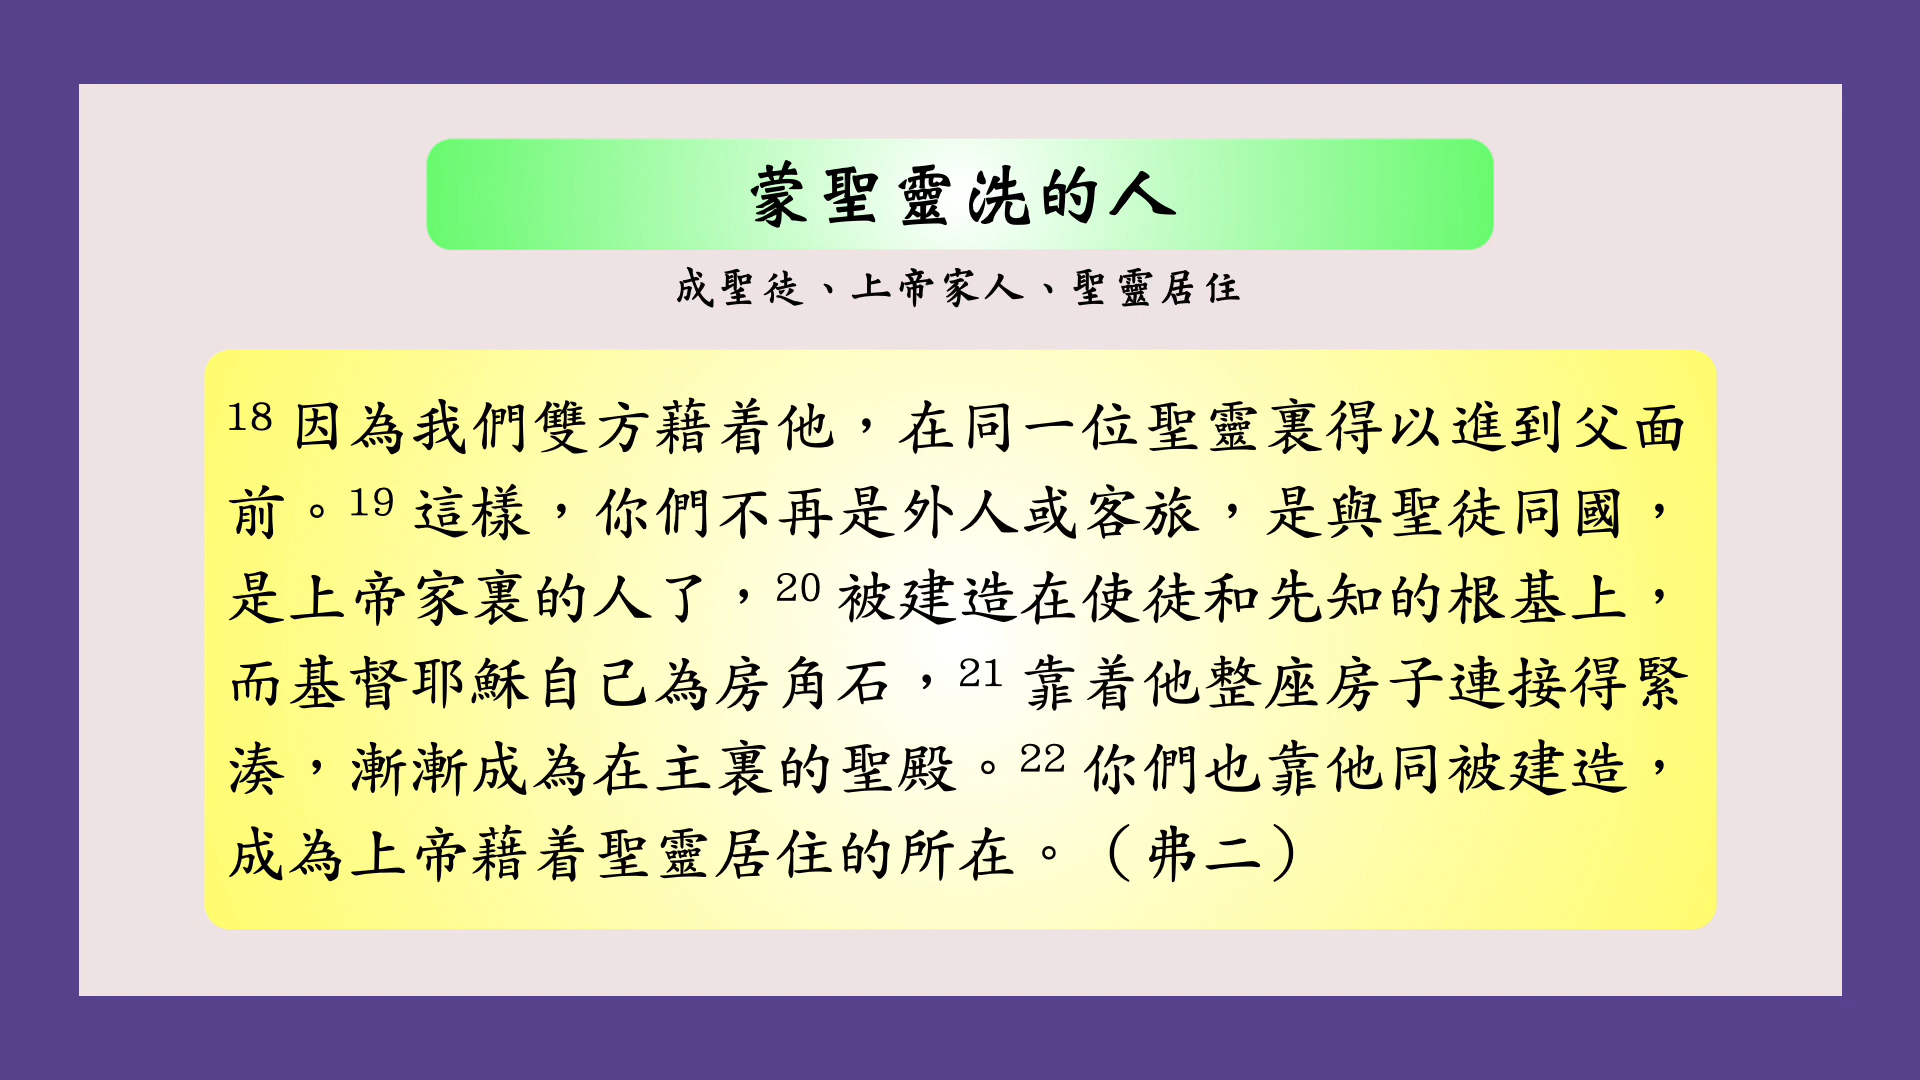 蒙聖靈洗的人
成聖徒、上帝家人、聖靈居住
18 因為我們雙方藉着他，在同一位聖靈裏得以進到父面
前。19 這樣，你們不再是外人或客旅，是與聖徒同國，
是上帝家裏的人了，20 被建造在使徒和先知的根基上，
而基督耶穌自己為房角石，21 靠着他整座房子連接得緊
湊，漸漸成為在主裏的聖殿。22 你們也靠他同被建造，
成為上帝藉着聖靈居住的所在。（弗二）